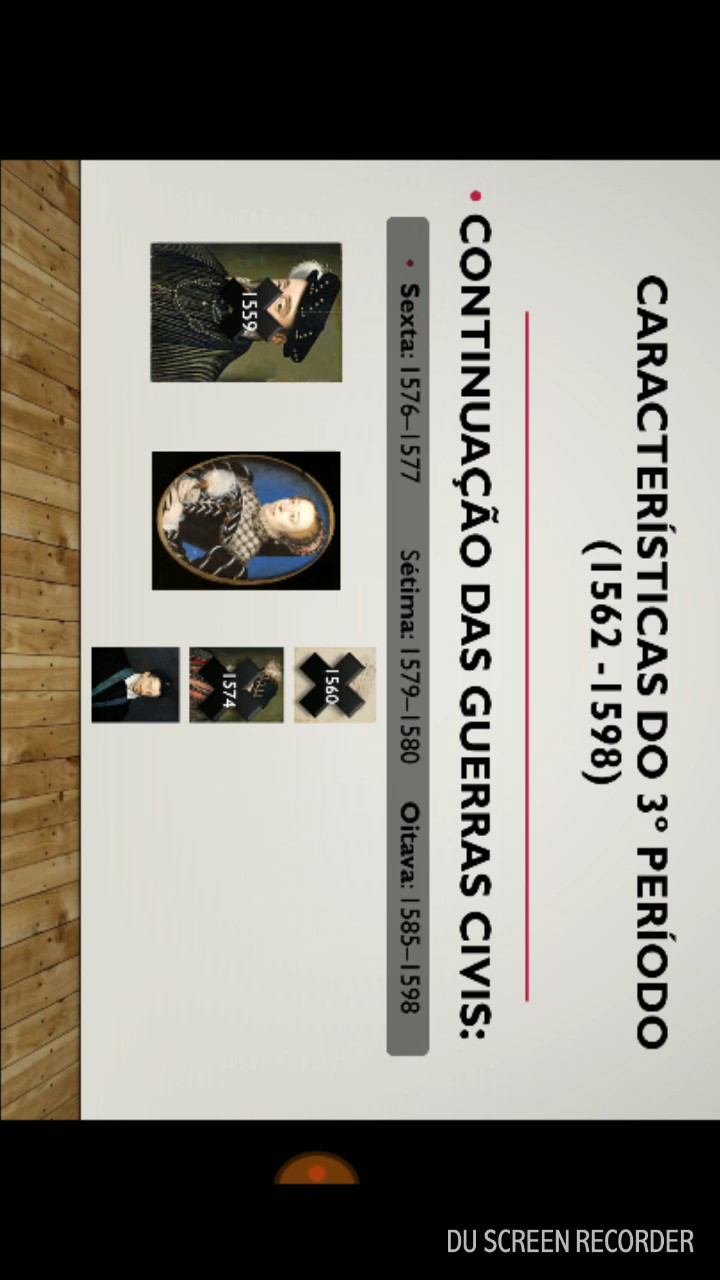 CARACTERÍSTICAS DO 3º PERÍODO
(1562 -1598)
• CONTINUAÇÃO DAS GUERRAS CIVIS:
• Sexta: 1576–1577 Sétima: 1579–1580 Oitava: 1585–1598
1559
1560
1574
DU SCREEN RECORDER